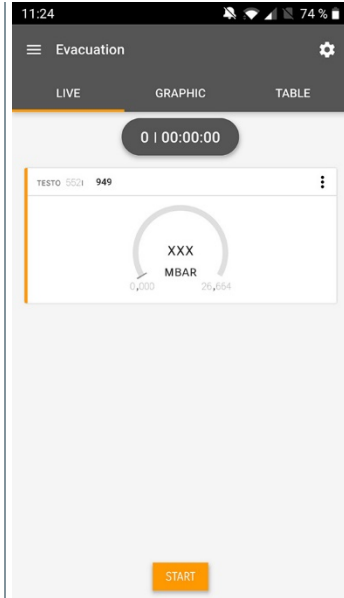 11:24 74 %
Evacuation
LIVE GRAPHIC TABLE
0 | 00:00:00
TESTO 552i 949
XXX
MBAR
0,000 26,664
START